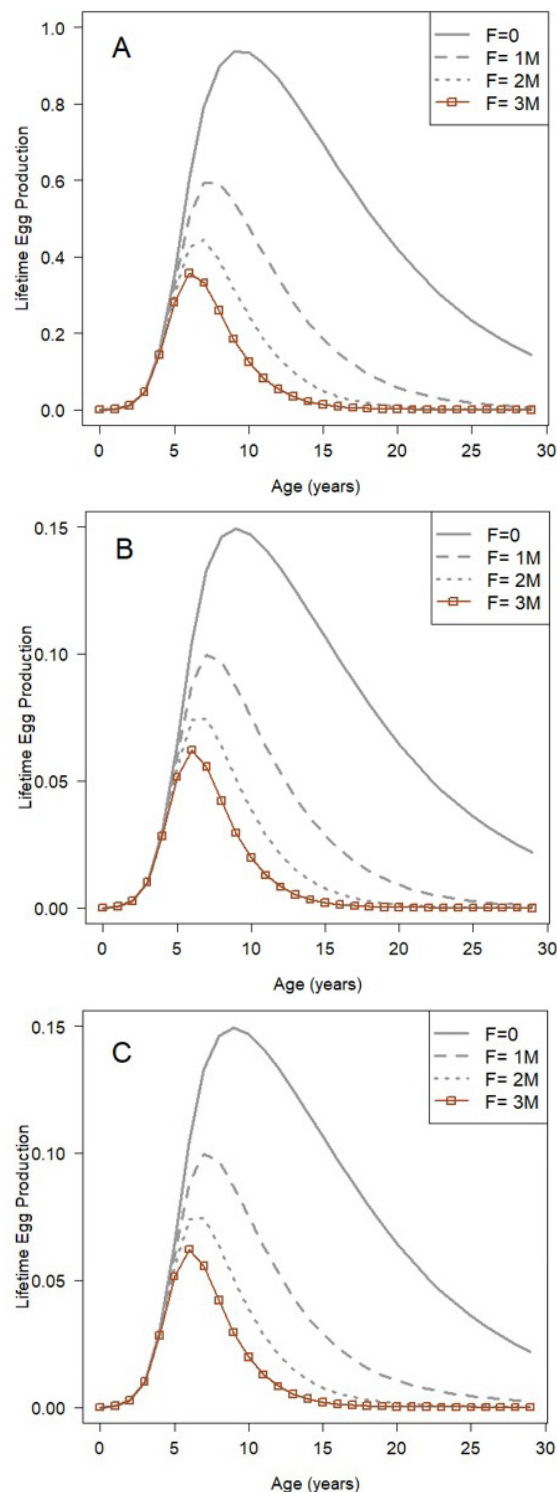 A
F=0
F= 1M
F= 2M
F= 3M
Lifetime Egg Production
1.0
0.8
0.6
0.4
0.2
0.0
0 5 10 15 20 25 30
Age (years)
B
F=0
F= 1M
F= 2M
F= 3M
Lifetime Egg Production
0.15
0.10
0.05
0.00
0 5 10 15 20 25 30
Age (years)
C
F=0
F= 1M
F= 2M
F= 3M
Lifetime Egg Production
0.15
0.10
0.05
0.00
0 5 10 15 20 25 30
Age (years)